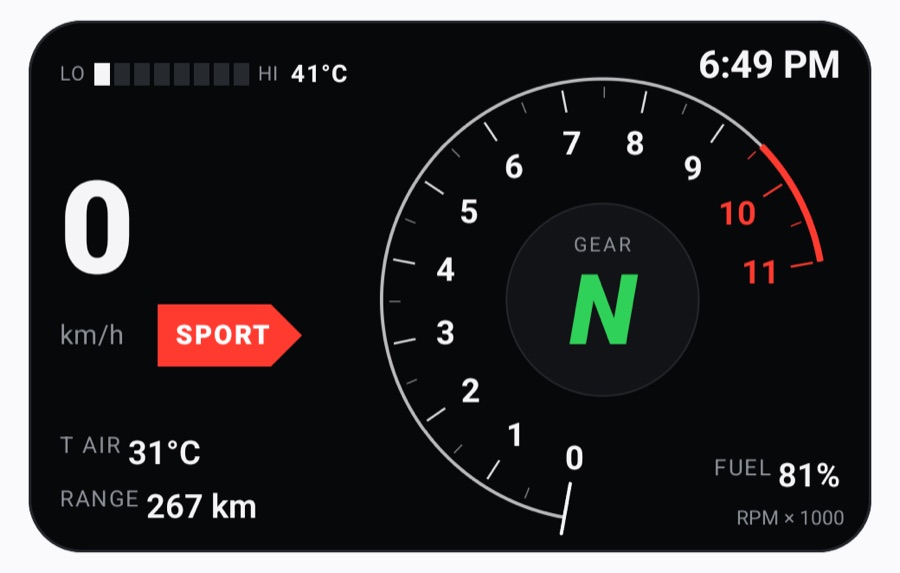 LO HI 41°C
6:49 PM
0
km/h
SPORT
T AIR 31°C
RANGE 267 km
0
1
2
3
4
5
6
7
8
9
10
11
GEAR
N
FUEL 81%
RPM × 1000